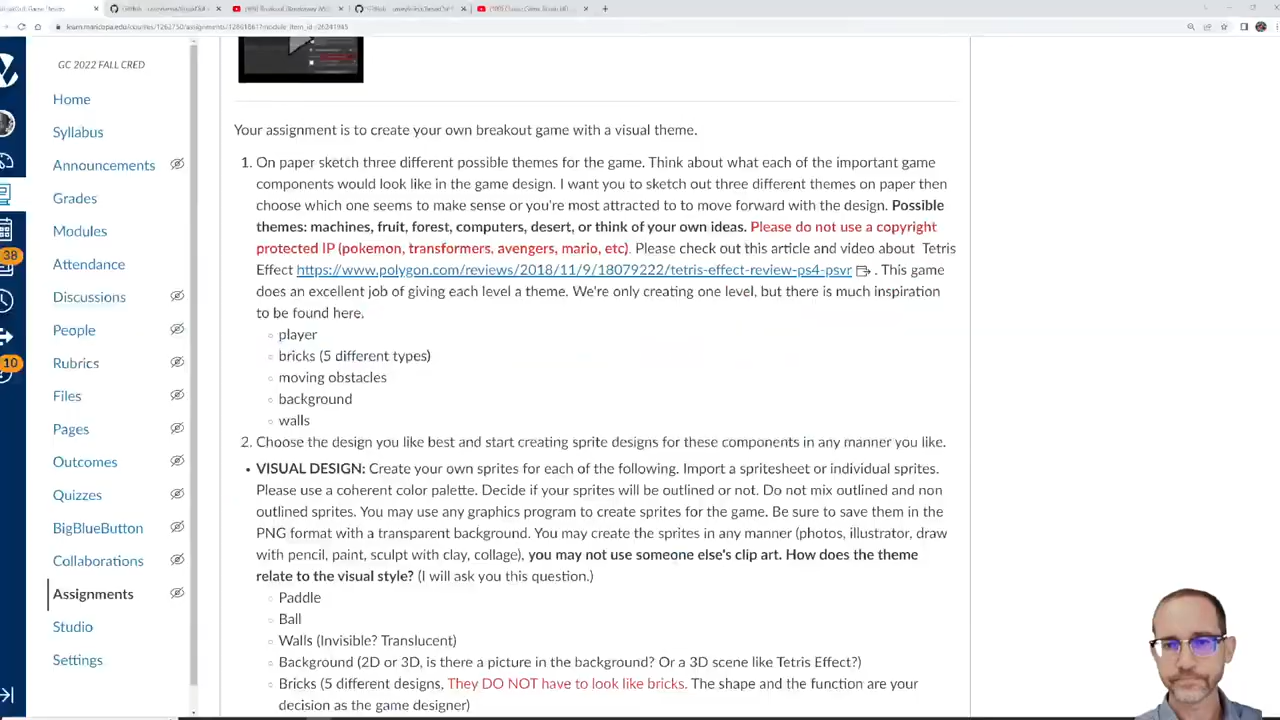 learn.maricopa.edu/courses/
GC 2022 FALL CRED
Home
Syllabus
Announcements
Grades
Modules
Attendance
Discussions
People
Rubrics
Files
Pages
Outcomes
Quizzes
BigBlueButton
Collaborations
Assignments
Studio
Settings
38
10
Your assignment is to create your own breakout game with a visual theme.
1. On paper sketch three different possible themes for the game. Think about what each of the important game
components would look like in the game design. I want you to sketch out three different themes on paper then
choose which one seems to make sense or you're most attracted to to move forward with the design. Possible
themes: machines, fruit, forest, computers, desert, or think of your own ideas. Please do not use a copyright
protected IP (pokemon, transformers, avengers, mario, etc). Please check out this article and video about Tetris
Effect https://www.polygon.com/reviews/2018/11/9/18079222/tetris-effect-review-ps4-psvr . This game
does an excellent job of giving each level a theme. We're only creating one level, but there is much inspiration
to be found here.
player
bricks (5 different types)
moving obstacles
background
walls
2. Choose the design you like best and start creating sprite designs for these components in any manner you like.
VISUAL DESIGN: Create your own sprites for each of the following. Import a spritesheet or individual sprites.
Please use a coherent color palette. Decide if your sprites will be outlined or not. Do not mix outlined and non
outlined sprites. You may use any graphics program to create sprites for the game. Be sure to save them in the
PNG format with a transparent background. You may create the sprites in any manner (photos, illustrator, draw
with pencil, paint, sculpt with clay, collage), you may not use someone else's clip art. How does the theme
relate to the visual style? (I will ask you this question.)
Paddle
Ball
Walls (Invisible? Translucent)
Background (2D or 3D, is there a picture in the background? Or a 3D scene like Tetris Effect?)
Bricks (5 different designs, They DO NOT have to look like bricks. The shape and the function are your
decision as the game designer)